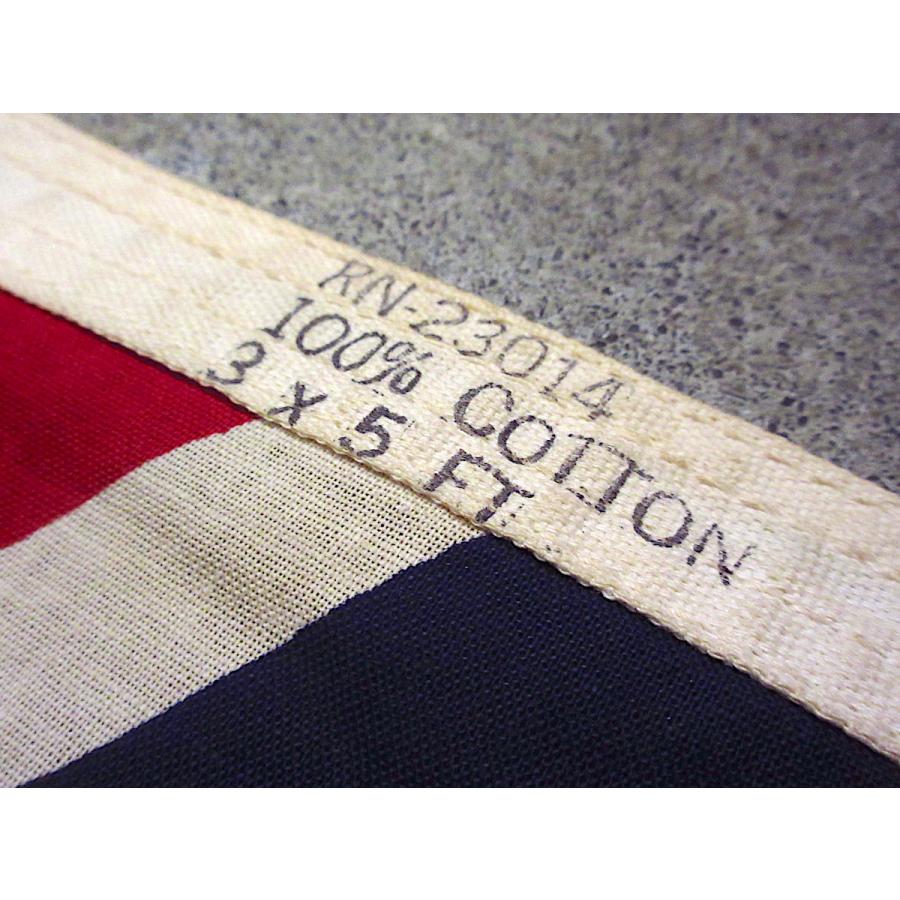 RN-23014
100% COTTON
3 x 5 FT.